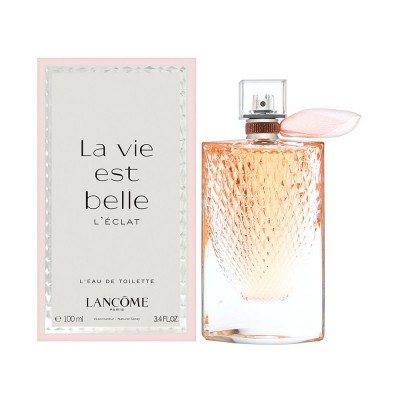 La vie
est
belle
L'ÉCLAT
L'EAU DE TOILETTE
LANCÔME
PARIS
e 100 ml 3.4 FL.OZ.